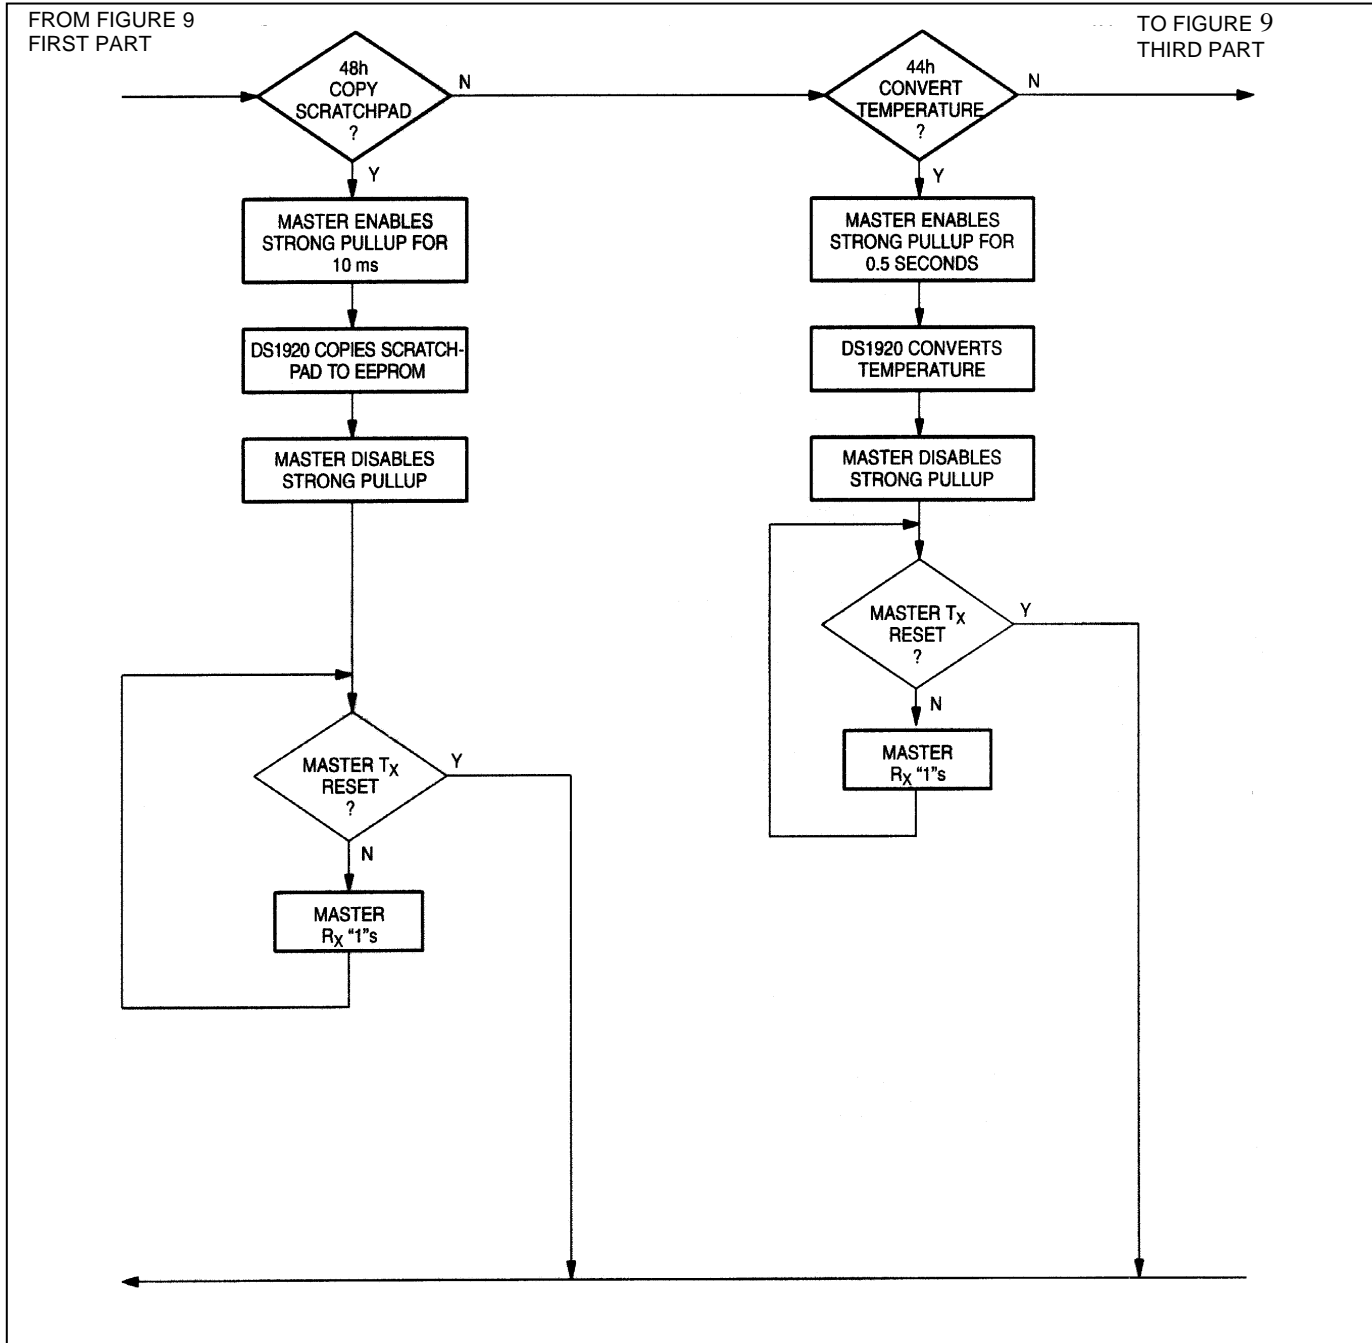 FROM FIGURE 9
FIRST PART
TO FIGURE 9
THIRD PART
48h
COPY
SCRATCHPAD
?
N
Y
MASTER ENABLES
STRONG PULLUP FOR
10 ms
DS1920 COPIES SCRATCH-
PAD TO EEPROM
MASTER DISABLES
STRONG PULLUP
MASTER TX
RESET
?
Y
N
MASTER
RX “1”s
44h
CONVERT
TEMPERATURE
?
N
Y
MASTER ENABLES
STRONG PULLUP FOR
0.5 SECONDS
DS1920 CONVERTS
TEMPERATURE
MASTER DISABLES
STRONG PULLUP
MASTER TX
RESET
?
Y
N
MASTER
RX “1”s